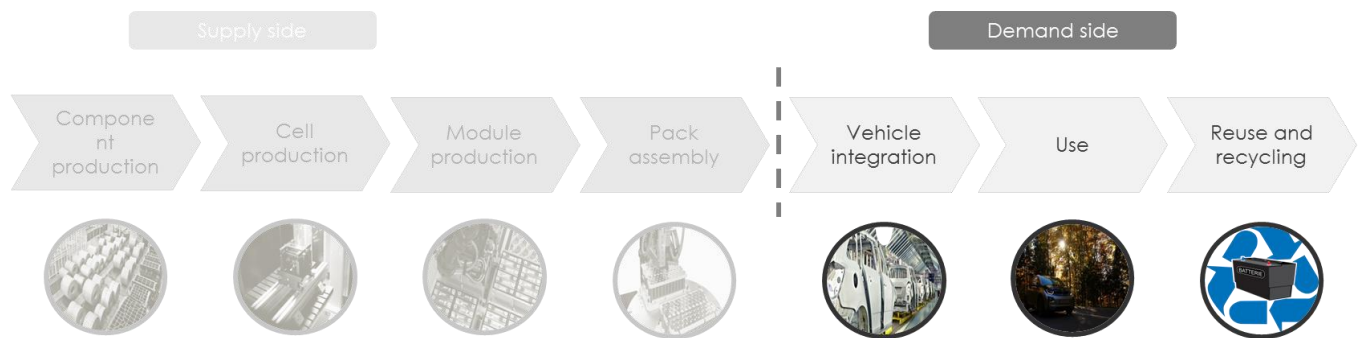 Supply side
Demand side
Compone
nt
production
Cell
production
Module
production
Pack
assembly
Vehicle
integration
Use
Reuse and
recycling
BATTERIE